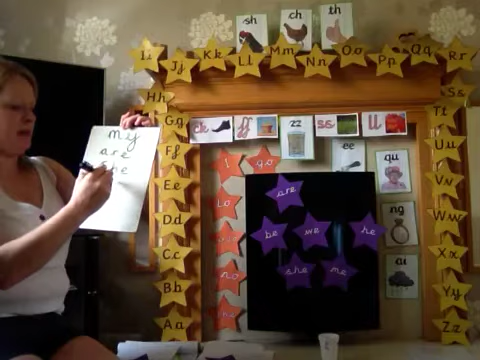 sh
ch
th
Ii
Jj
Kk
LL
Mm
Nn
Oo
Pp
Qq
Rr
Hh
Gg
Ff
Ee
Dd
Cc
Bb
Aa
Ss
Tt
Uu
Vv
Ww
Xx
Yy
Zz
ck
ff
zz
ss
ll
ee
qu
ng
ai
I
go
no
my
are
she
are
be
we
he
she
me